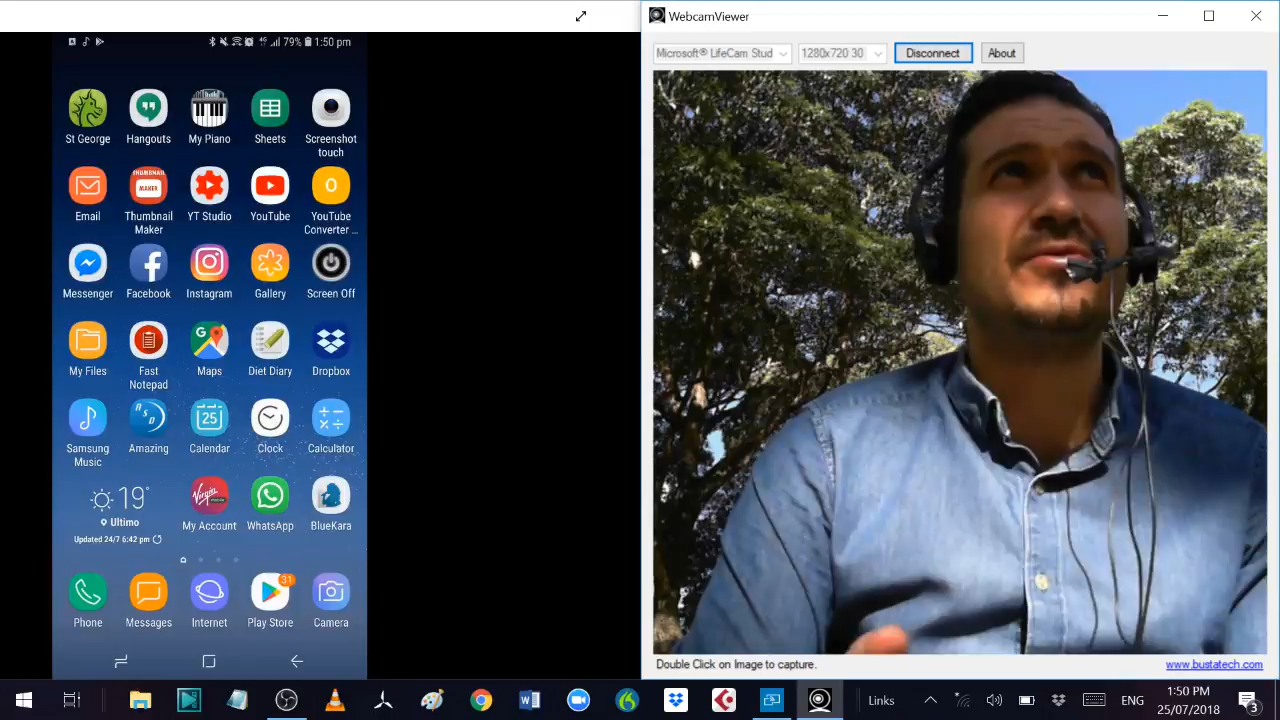 WebcamViewer
Microsoft® LifeCam Stud
1280x720 30
Disconnect
About
79% 1:50 pm
St George
Hangouts
My Piano
Sheets
Screenshot
touch
THUMBNAIL
MAKER
O
Email
Thumbnail
Maker
YT Studio
YouTube
YouTube
Converter ...
Messenger
Facebook
Instagram
Gallery
Screen Off
G
My Files
Fast
Notepad
Maps
Diet Diary
Dropbox
A
S
D
25
Samsung
Music
Amazing
Calendar
Clock
Calculator
19°
Ultimo
Updated 24/7 6:42 pm
Virgin
My Account
WhatsApp
BlueKara
31
Phone
Messages
Internet
Play Store
Camera
Double Click on Image to capture.
www.bustatech.com
Links
ENG
1:50 PM
25/07/2018
3